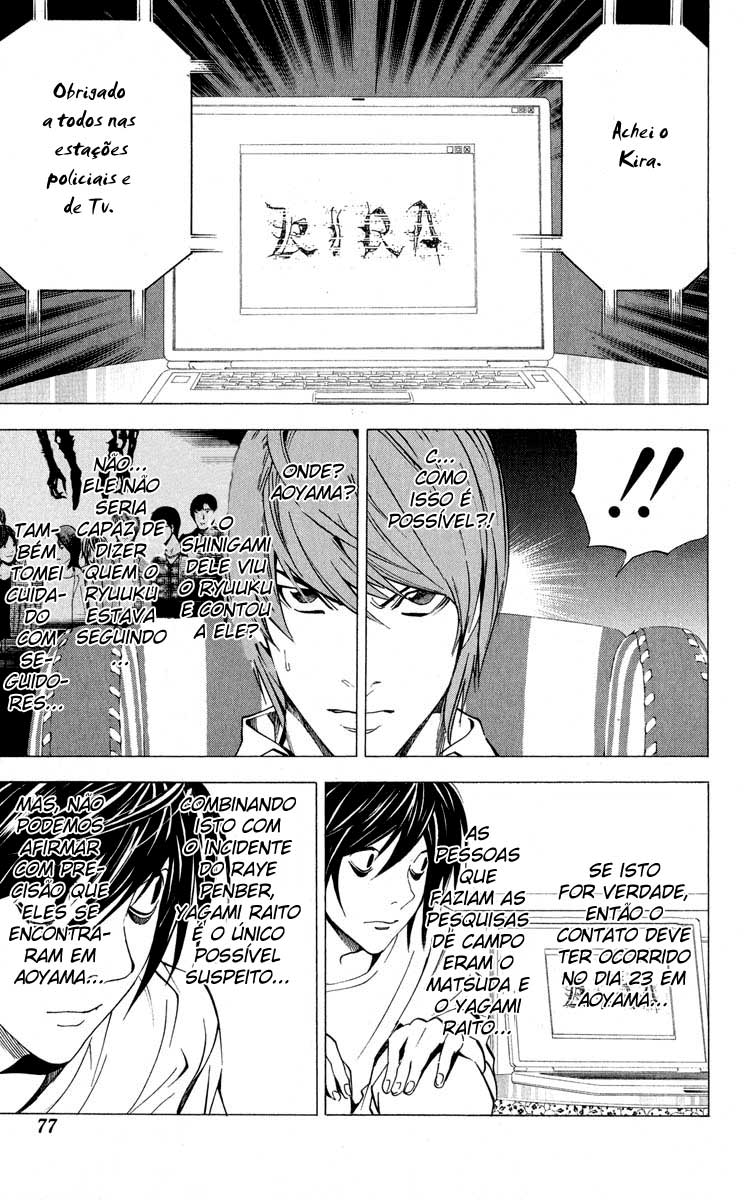 Achei o
Kira.
Obrigado
a todos nas
estações
policiais e
de Tv.
KIRA
!!
C...
COMO
ISSO É
POSSÍVEL?!
ONDE?
AOYAMA?
...O
SHINIGAMI
DELE VIU
O RYUUKU
E CONTOU
A ELE?
NÃO...
ELE NÃO
SERIA
CAPAZ DE
DIZER
QUEM O
RYUUKU
ESTAVA
SEGUINDO
...
TAM-
BÉM
TOMEI
CUIDA-
DO
COM
SE-
GUIDO-
RES...
SE ISTO
FOR VERDADE,
ENTÃO O
CONTATO DEVE
TER OCORRIDO
NO DIA 23 EM
AOYAMA...
AS
PESSOAS
QUE
FAZIAM AS
PESQUISAS
DE CAMPO
ERAM O
MATSUDA E
O YAGAMI
RAITO...
COMBINANDO
ISTO COM
O INCIDENTE
DO RAYE
PENBER,
YAGAMI RAITO
É O ÚNICO
POSSÍVEL
SUSPEITO...
MAS, NÃO
PODEMOS
AFIRMAR
COM PRE-
CISÃO QUE
ELES SE
ENCONTRA-
RAM EM
AOYAMA...
77